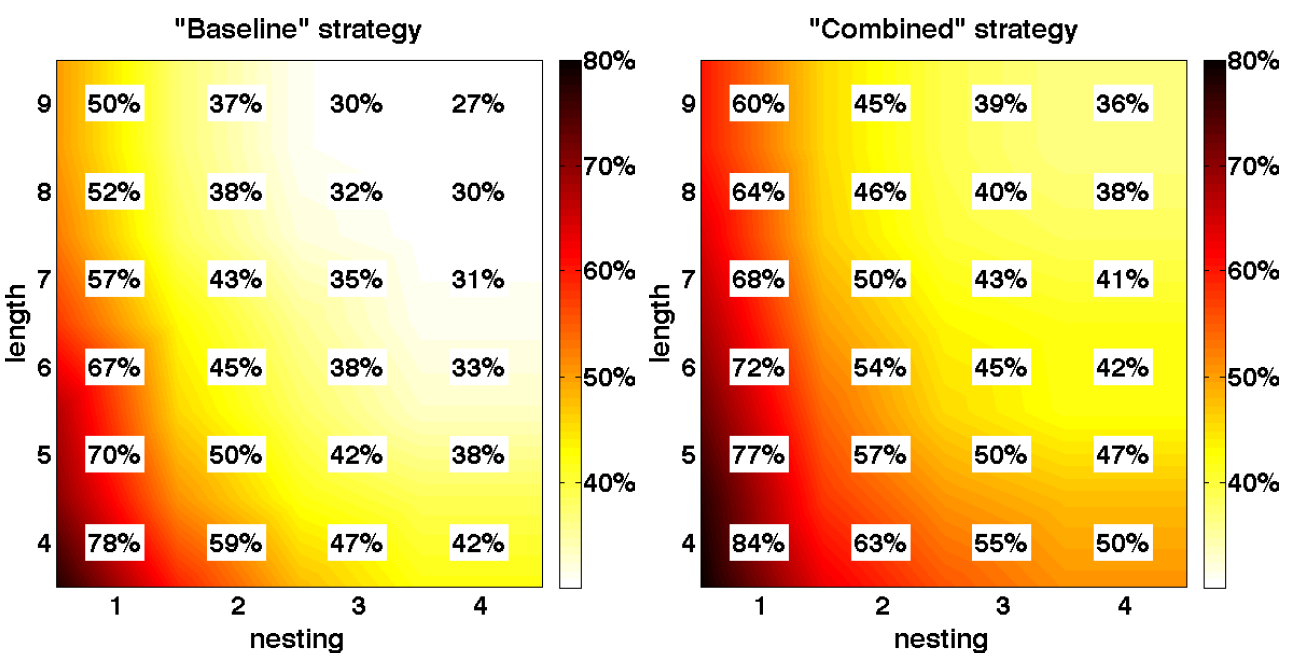 "Baseline" strategy
9 50% 37% 30% 27%
8 52% 38% 32% 30%
7 57% 43% 35% 31%
6 67% 45% 38% 33%
5 70% 50% 42% 38%
4 78% 59% 47% 42%
1 2 3 4
nesting
length
80%
70%
60%
50%
40%
"Combined" strategy
9 60% 45% 39% 36%
8 64% 46% 40% 38%
7 68% 50% 43% 41%
6 72% 54% 45% 42%
5 77% 57% 50% 47%
4 84% 63% 55% 50%
1 2 3 4
nesting
length
80%
70%
60%
50%
40%